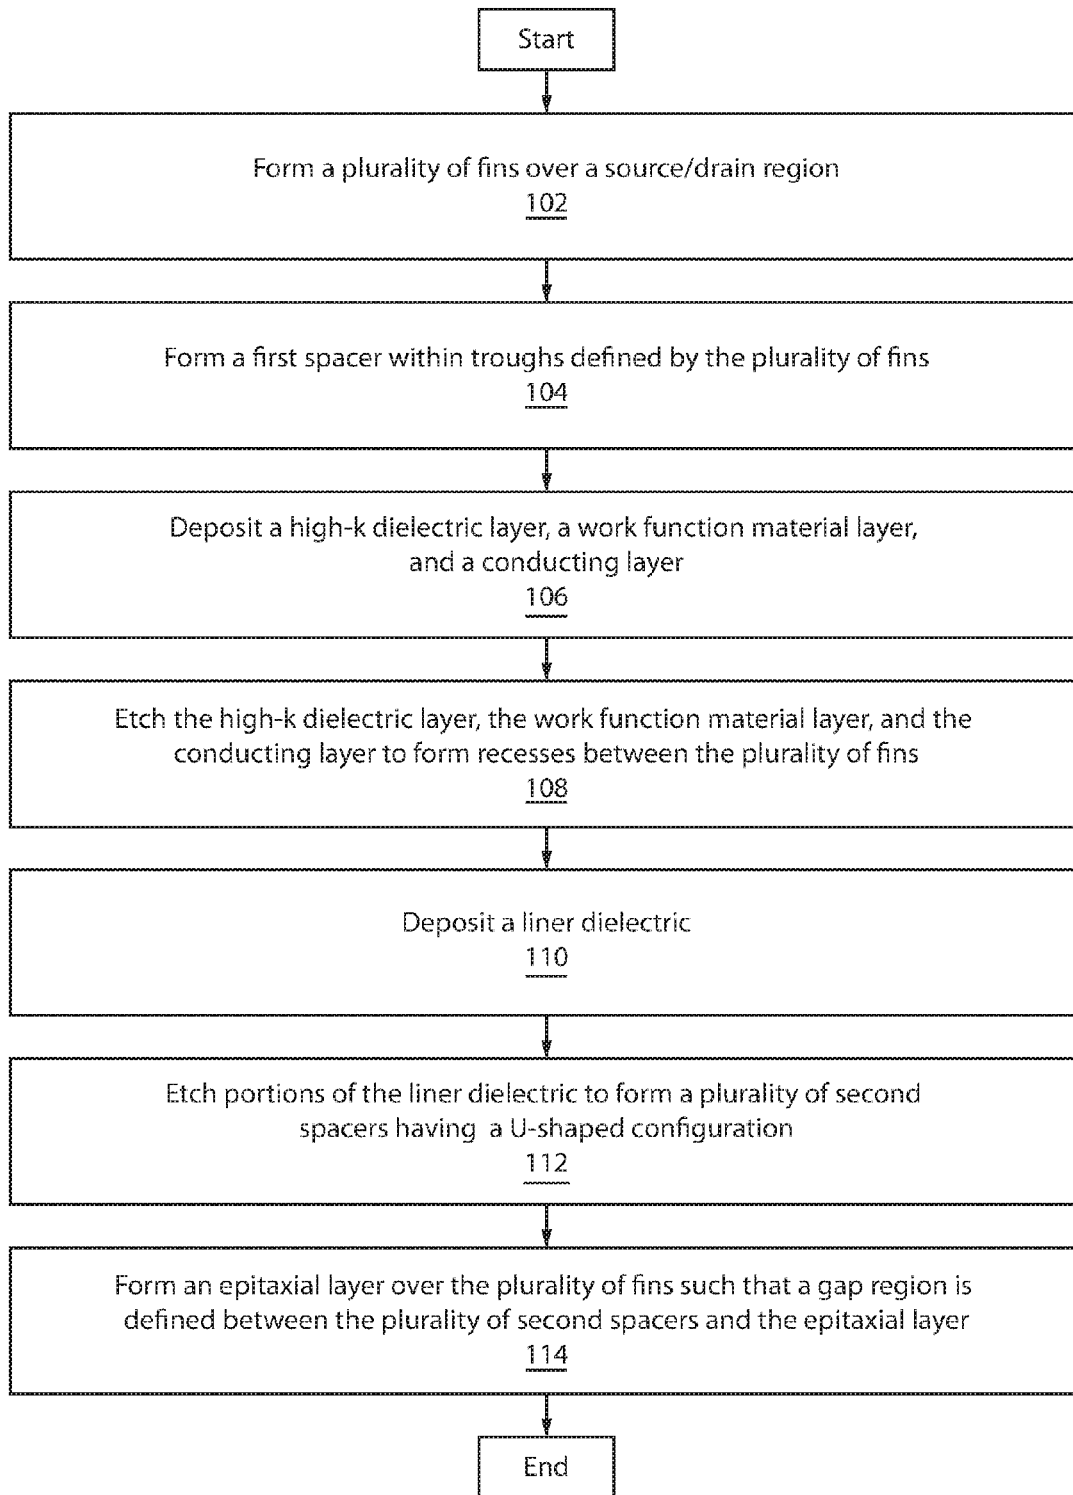 Start
Form a plurality of fins over a source/drain region
102
Form a first spacer within troughs defined by the plurality of fins
104
Deposit a high-k dielectric layer, a work function material layer,
and a conducting layer
106
Etch the high-k dielectric layer, the work function material layer, and the
conducting layer to form recesses between the plurality of fins
108
Deposit a liner dielectric
110
Etch portions of the liner dielectric to form a plurality of second
spacers having a U-shaped configuration
112
Form an epitaxial layer over the plurality of fins such that a gap region is
defined between the plurality of second spacers and the epitaxial layer
114
End